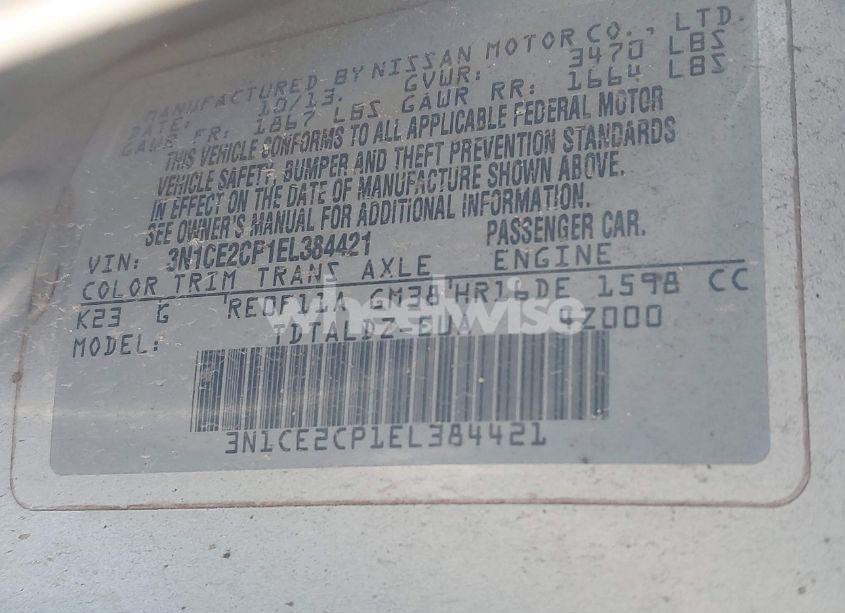 MANUFACTURED BY NISSAN MOTOR CO., LTD.
DATE: 10/13. GVWR: 3470 LBS
GAWR FR: 1867 LBS GAWR RR: 1664 LBS
THIS VEHICLE CONFORMS TO ALL APPLICABLE FEDERAL MOTOR
VEHICLE SAFETY, BUMPER AND THEFT PREVENTION STANDARDS
IN EFFECT ON THE DATE OF MANUFACTURE SHOWN ABOVE.
SEE OWNER'S MANUAL FOR ADDITIONAL INFORMATION.
VIN: 3N1CE2CP1EL384421 PASSENGER CAR.
COLOR TRIM TRANS AXLE ENGINE
K23 G RE0F11A GM38 HR16DE 1598 CC
MODEL: TDTALDZ-EUA 4Z000
wheelwise
3N1CE2CP1EL384421